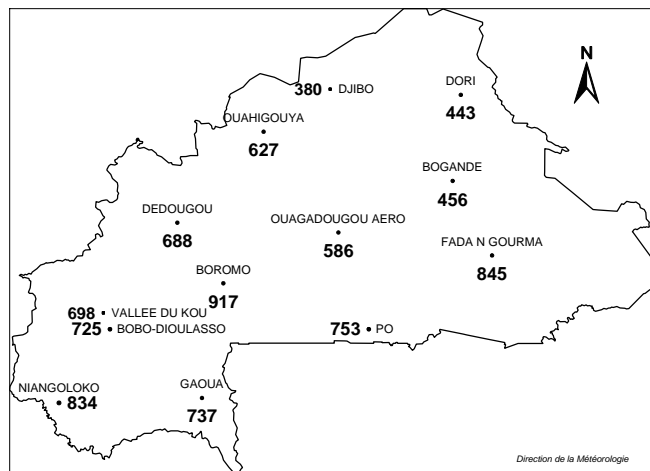 N
380 DJIBO
DORI
443
OUAHIGOUYA
627
BOGANDE
456
DEDOUGOU
688
OUAGADOUGOU AERO
586
FADA N GOURMA
845
BOROMO
917
698 VALLEE DU KOU
725 BOBO-DIOULASSO
753 PO
NIANGOLOKO
834
GAOUA
737
Direction de la Météorologie